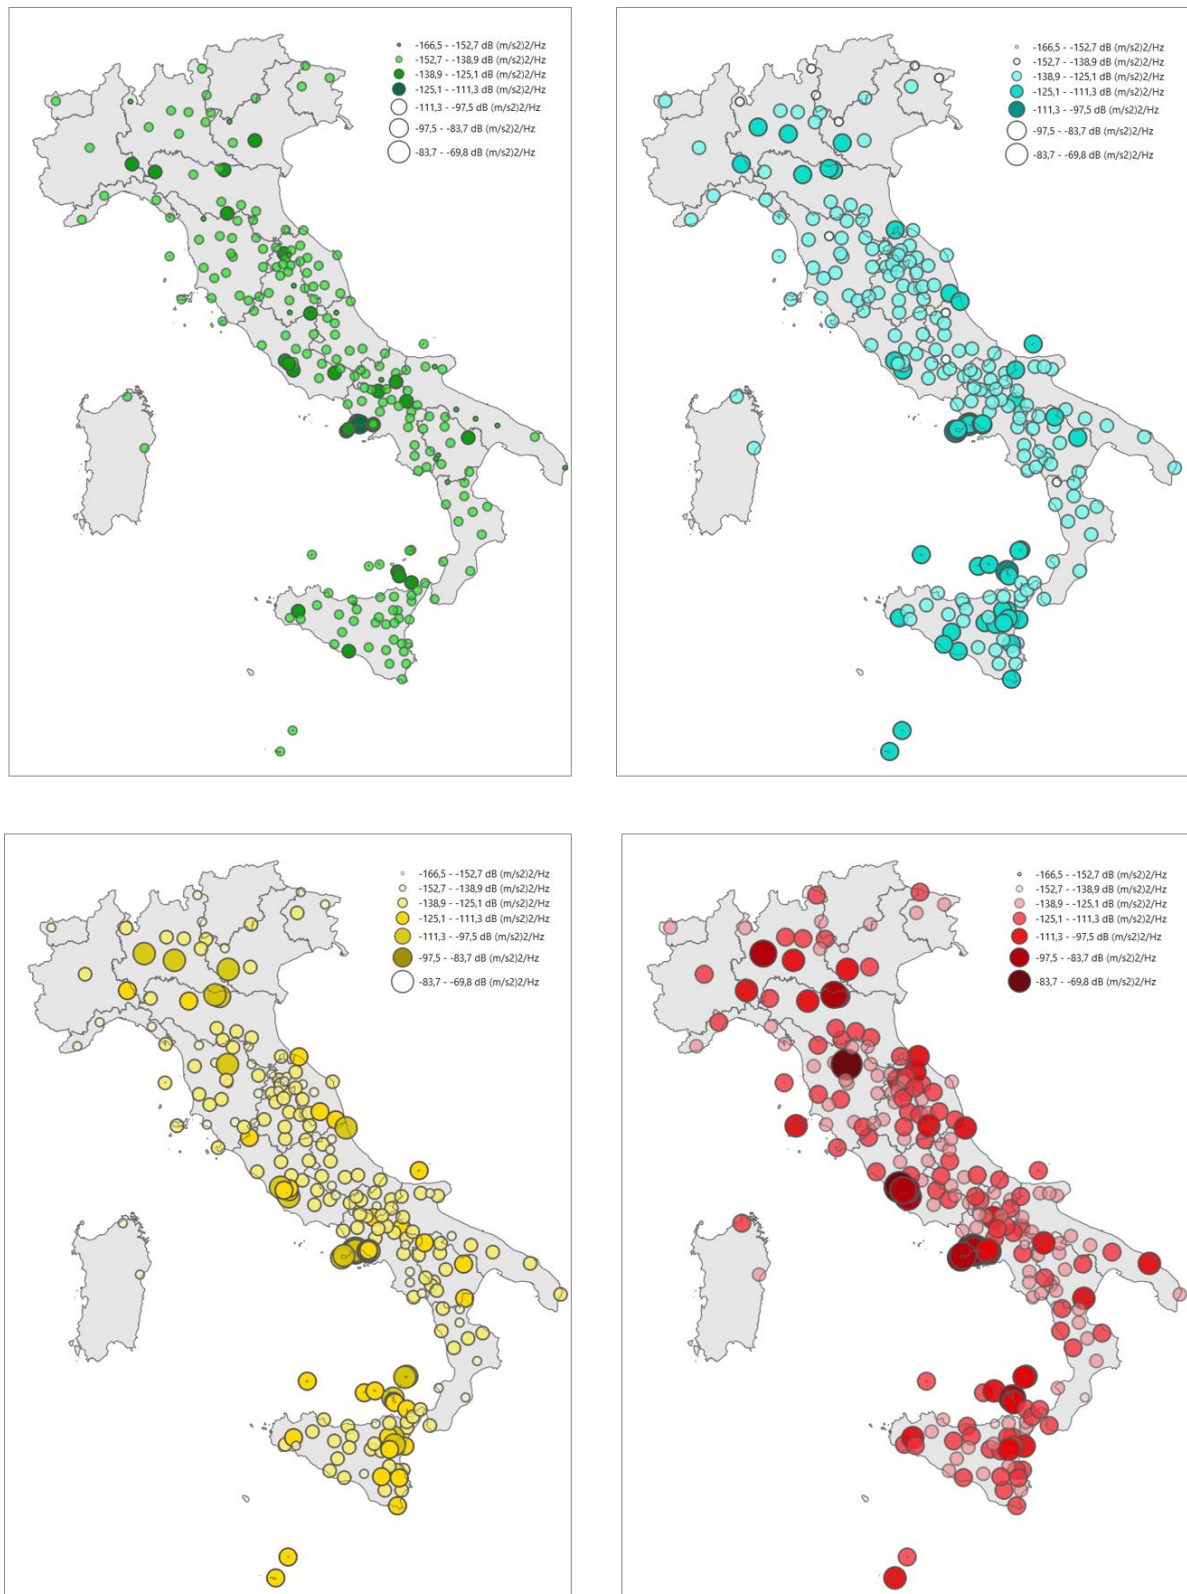 -166,5 - -152,7 dB (m/s2)2/Hz
-152,7 - -138,9 dB (m/s2)2/Hz
-138,9 - -125,1 dB (m/s2)2/Hz
-125,1 - -111,3 dB (m/s2)2/Hz
-111,3 - -97,5 dB (m/s2)2/Hz
-97,5 - -83,7 dB (m/s2)2/Hz
-83,7 - -69,8 dB (m/s2)2/Hz
-166,5 - -152,7 dB (m/s2)2/Hz
-152,7 - -138,9 dB (m/s2)2/Hz
-138,9 - -125,1 dB (m/s2)2/Hz
-125,1 - -111,3 dB (m/s2)2/Hz
-111,3 - -97,5 dB (m/s2)2/Hz
-97,5 - -83,7 dB (m/s2)2/Hz
-83,7 - -69,8 dB (m/s2)2/Hz
-166,5 - -152,7 dB (m/s2)2/Hz
-152,7 - -138,9 dB (m/s2)2/Hz
-138,9 - -125,1 dB (m/s2)2/Hz
-125,1 - -111,3 dB (m/s2)2/Hz
-111,3 - -97,5 dB (m/s2)2/Hz
-97,5 - -83,7 dB (m/s2)2/Hz
-83,7 - -69,8 dB (m/s2)2/Hz
-166,5 - -152,7 dB (m/s2)2/Hz
-152,7 - -138,9 dB (m/s2)2/Hz
-138,9 - -125,1 dB (m/s2)2/Hz
-125,1 - -111,3 dB (m/s2)2/Hz
-111,3 - -97,5 dB (m/s2)2/Hz
-97,5 - -83,7 dB (m/s2)2/Hz
-83,7 - -69,8 dB (m/s2)2/Hz